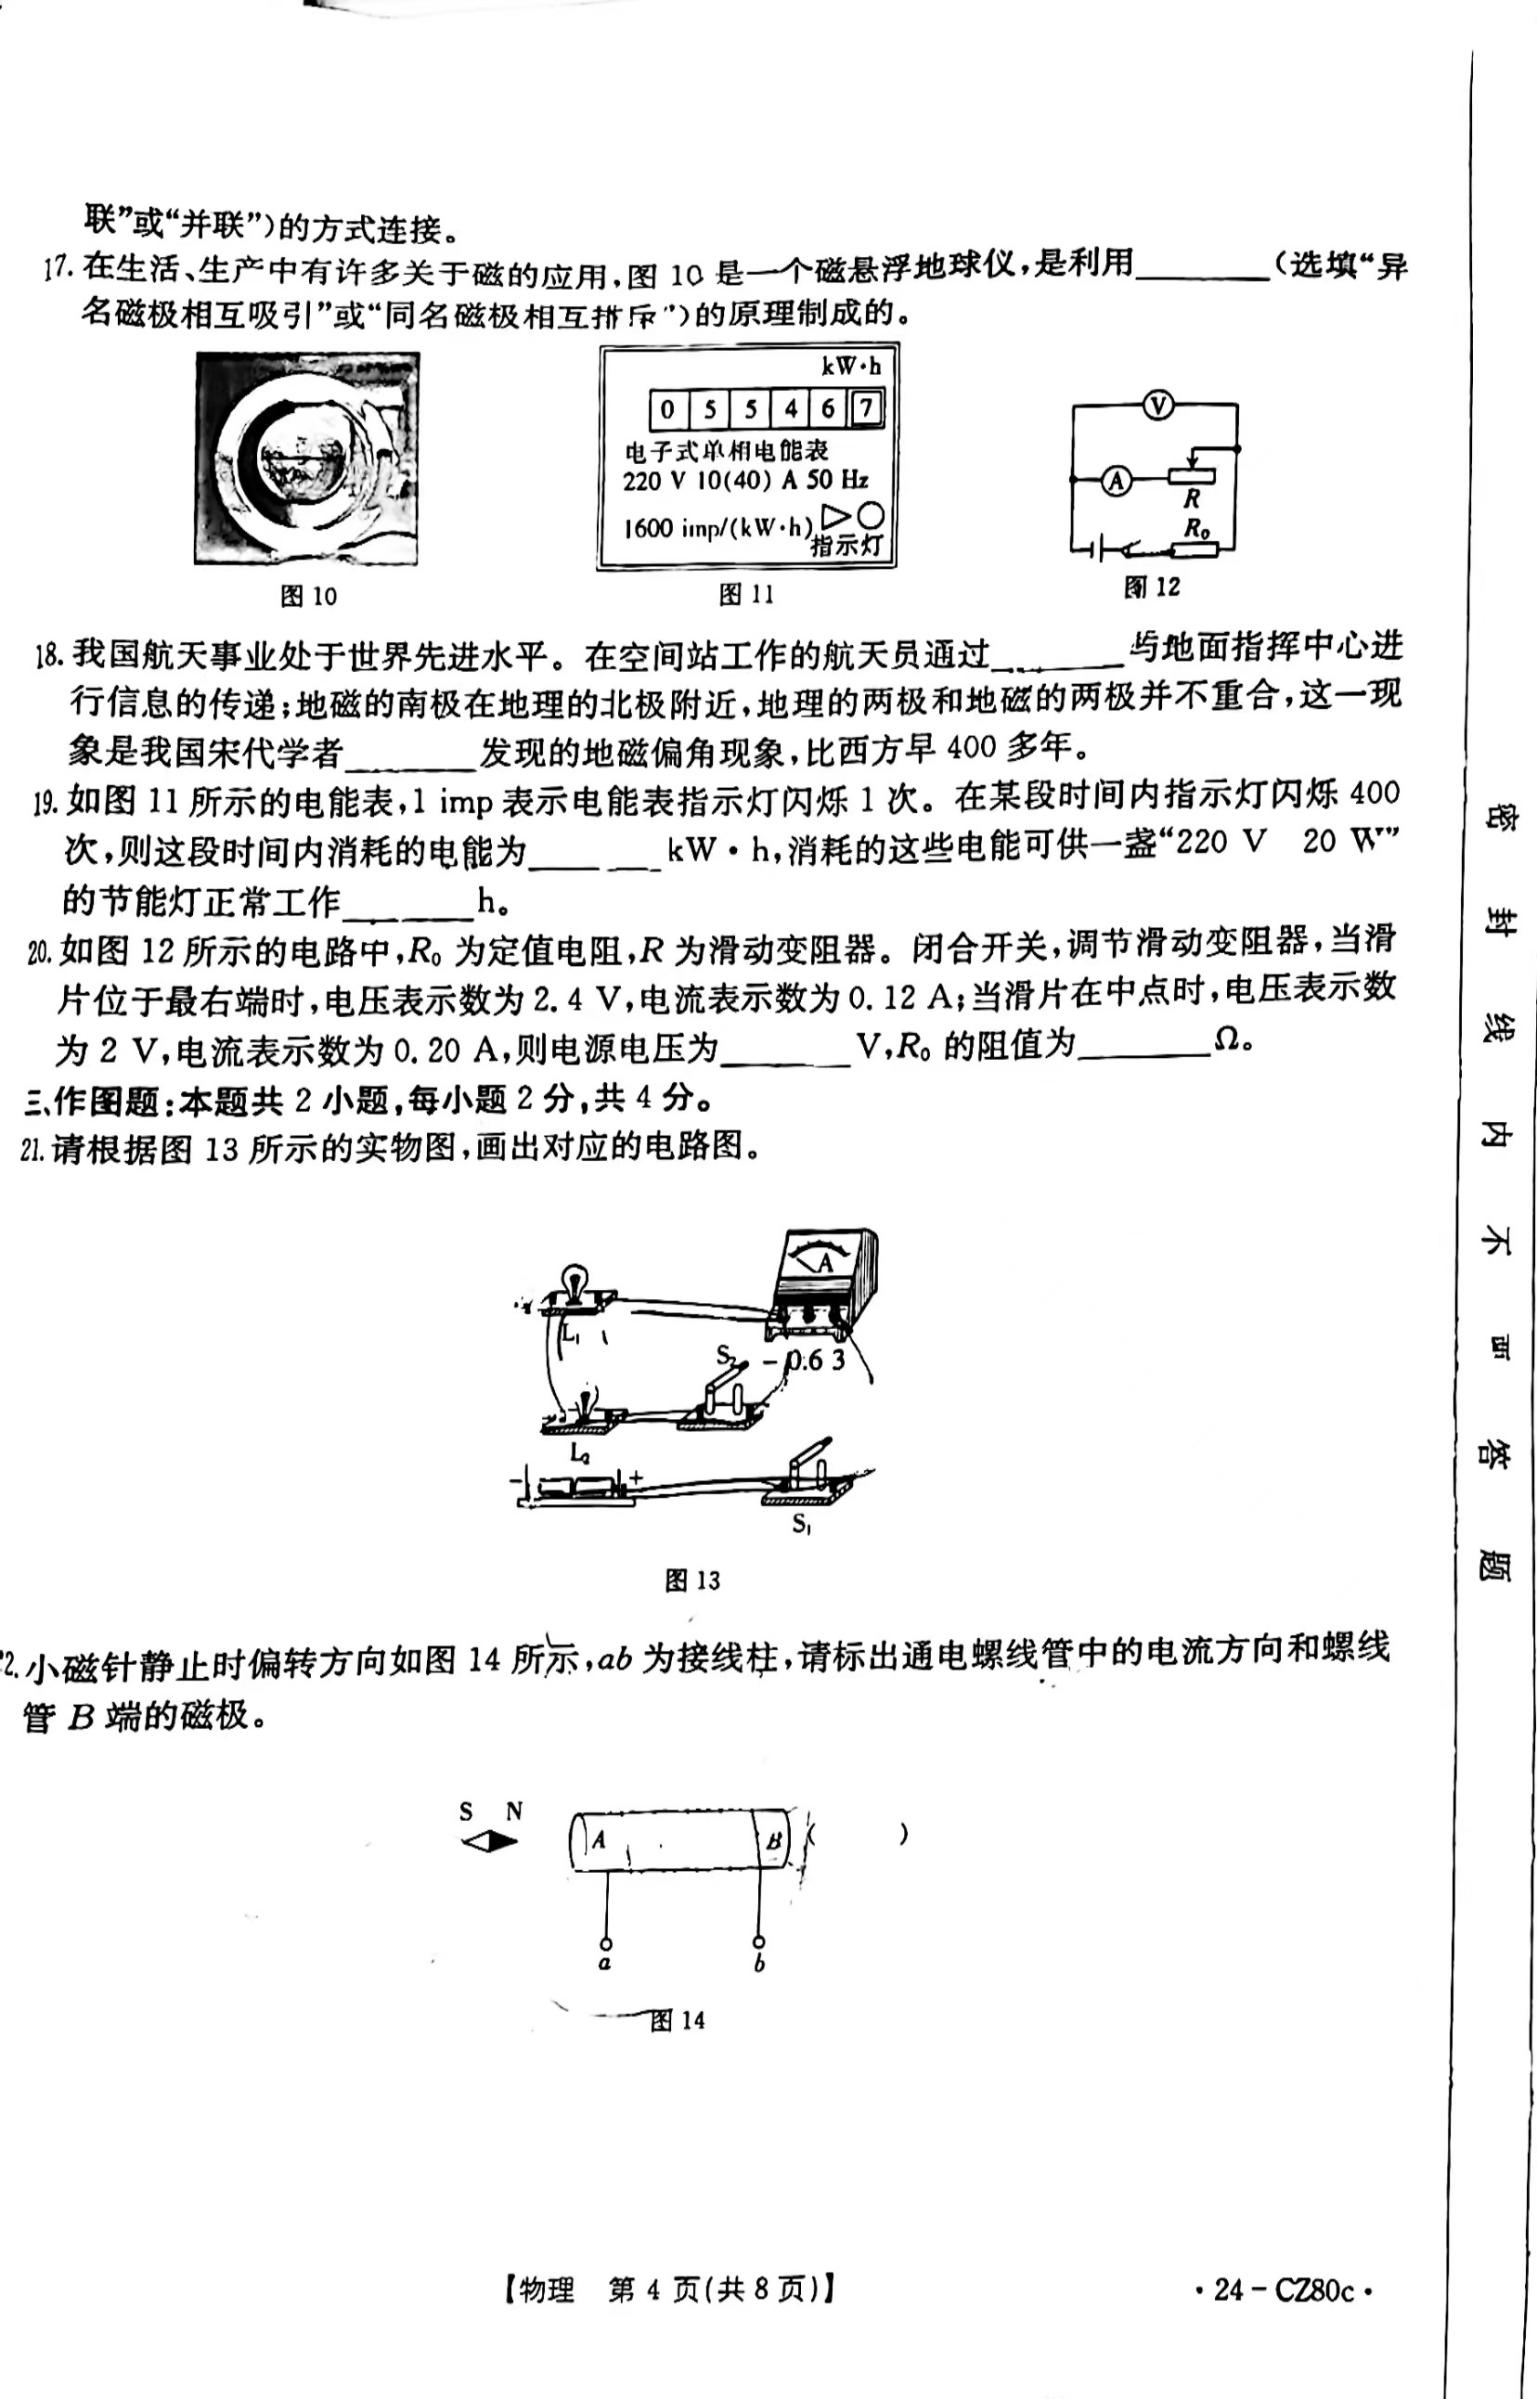 联”或“并联”)的方式连接。
17. 在生活、生产中有许多关于磁的应用,图 10 是一个磁悬浮地球仪,是利用________(选填“异
名磁极相互吸引”或“同名磁极相互排斥”)的原理制成的。
kW·h
0 5 5 4 6 7
电子式单相电能表
220 V 10(40) A 50 Hz
1600 imp/(kW·h)
指示灯
V
A
R
R₀
图 10
图 11
图 12
18. 我国航天事业处于世界先进水平。在空间站工作的航天员通过________与地面指挥中心进
行信息的传递;地磁的南极在地理的北极附近,地理的两极和地磁的两极并不重合,这一现
象是我国宋代学者________发现的地磁偏角现象,比西方早 400 多年。
19. 如图 11 所示的电能表,1 imp 表示电能表指示灯闪烁 1 次。在某段时间内指示灯闪烁 400
次,则这段时间内消耗的电能为________kW·h,消耗的这些电能可供一盏“220 V 20 W”
的节能灯正常工作________h。
20. 如图 12 所示的电路中,R₀ 为定值电阻,R 为滑动变阻器。闭合开关,调节滑动变阻器,当滑
片位于最右端时,电压表示数为 2.4 V,电流表示数为 0.12 A;当滑片在中点时,电压表示数
为 2 V,电流表示数为 0.20 A,则电源电压为________V,R₀ 的阻值为________Ω。
三、作图题:本题共 2 小题,每小题 2 分,共 4 分。
21. 请根据图 13 所示的实物图,画出对应的电路图。
A
L₁
S₂
- 0.6 3
L₂
- +
S₁
图 13
2. 小磁针静止时偏转方向如图 14 所示,ab 为接线柱,请标出通电螺线管中的电流方向和螺线
管 B 端的磁极。
S N
A B ( )
a b
图 14
【物理 第 4 页(共 8 页)】
·24-CZ80c·
密封线内不要答题